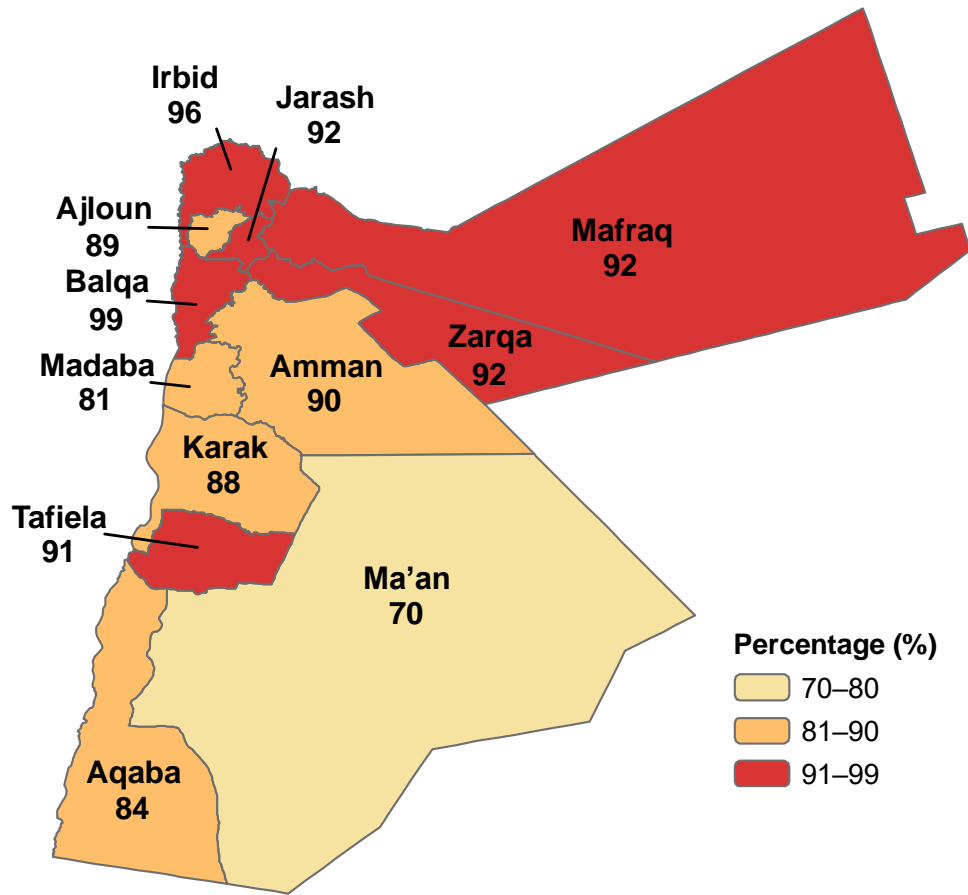 Irbid
96
Jarash
92
Ajloun
89
Mafraq
92
Balqa
99
Zarqa
92
Madaba
81
Amman
90
Karak
88
Tafiela
91
Ma’an
70
Aqaba
84
Percentage (%)
70–80
81–90
91–99